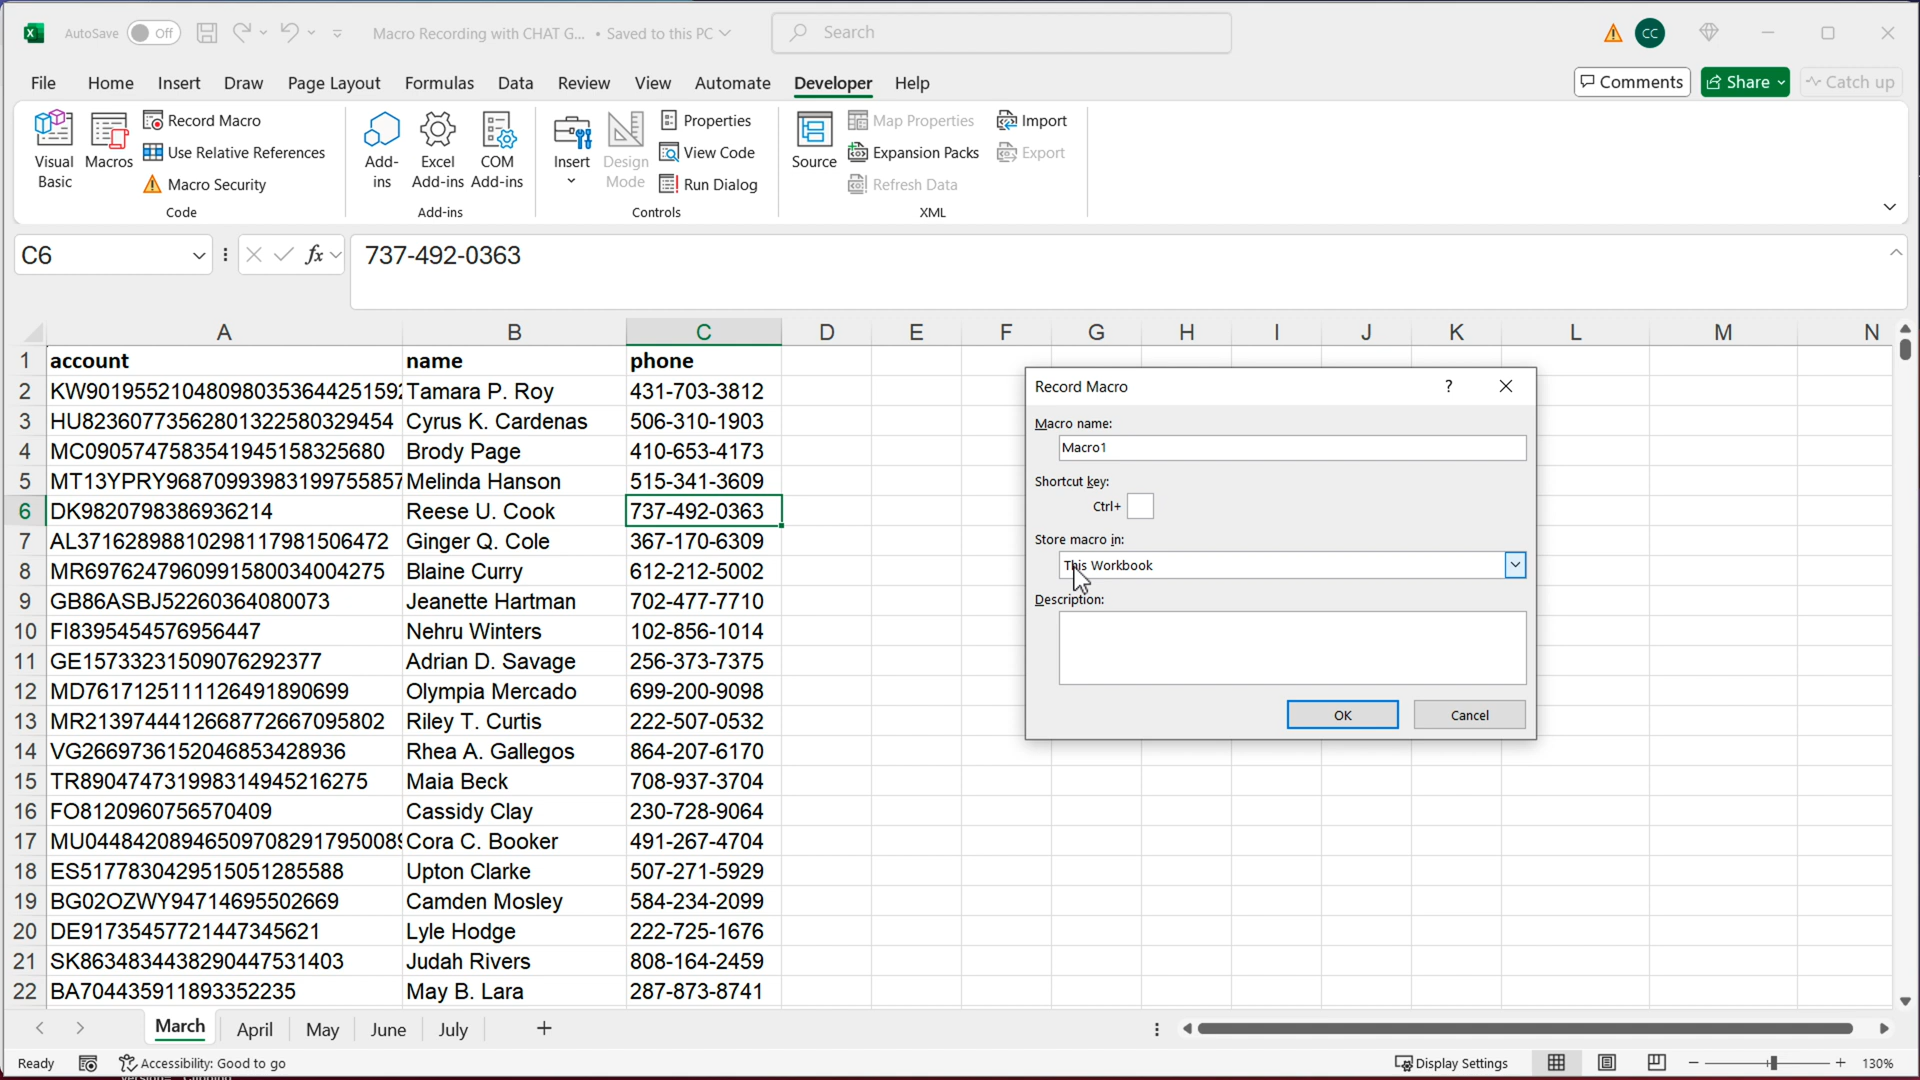 AutoSave Off Macro Recording with CHAT G... • Saved to this PC Search CC
File Home Insert Draw Page Layout Formulas Data Review View Automate Developer Help Comments Share Catch up
Visual Basic
Macros
Record Macro
Use Relative References
Macro Security
Code
Add-ins
Excel Add-ins
COM Add-ins
Add-ins
Insert
Design Mode
Properties
View Code
Run Dialog
Controls
Source
Map Properties
Expansion Packs
Refresh Data
Import
Export
XML
C6 fx 737-492-0363
A B C D E F G H I J K L M N
1 account name phone
2 KW901955210480980353644251592 Tamara P. Roy 431-703-3812
3 HU82360773562801322580329454 Cyrus K. Cardenas 506-310-1903
4 MC0905747583541945158325680 Brody Page 410-653-4173
5 MT13YPRY96870993983199755857 Melinda Hanson 515-341-3609
6 DK9820798386936214 Reese U. Cook 737-492-0363
7 AL37162898810298117981506472 Ginger Q. Cole 367-170-6309
8 MR6976247960991580034004275 Blaine Curry 612-212-5002
9 GB86ASBJ52260364080073 Jeanette Hartman 702-477-7710
10 FI8395454576956447 Nehru Winters 102-856-1014
11 GE15733231509076292377 Adrian D. Savage 256-373-7375
12 MD7617125111126491890699 Olympia Mercado 699-200-9098
13 MR2139744412668772667095802 Riley T. Curtis 222-507-0532
14 VG2669736152046853428936 Rhea A. Gallegos 864-207-6170
15 TR890474731998314945216275 Maia Beck 708-937-3704
16 FO8120960756570409 Cassidy Clay 230-728-9064
17 MU044842089465097082917950089 Cora C. Booker 491-267-4704
18 ES5177830429515051285588 Upton Clarke 507-271-5929
19 BG02OZWY94714695502669 Camden Mosley 584-234-2099
20 DE91735457721447345621 Lyle Hodge 222-725-1676
21 SK8634834438290447531403 Judah Rivers 808-164-2459
22 BA704435911893352235 May B. Lara 287-873-8741
Record Macro ?
Macro name:
Macro1
Shortcut key:
Ctrl+
Store macro in:
This Workbook
Description:
OK Cancel
March April May June July
Ready Accessibility: Good to go Display Settings 130%